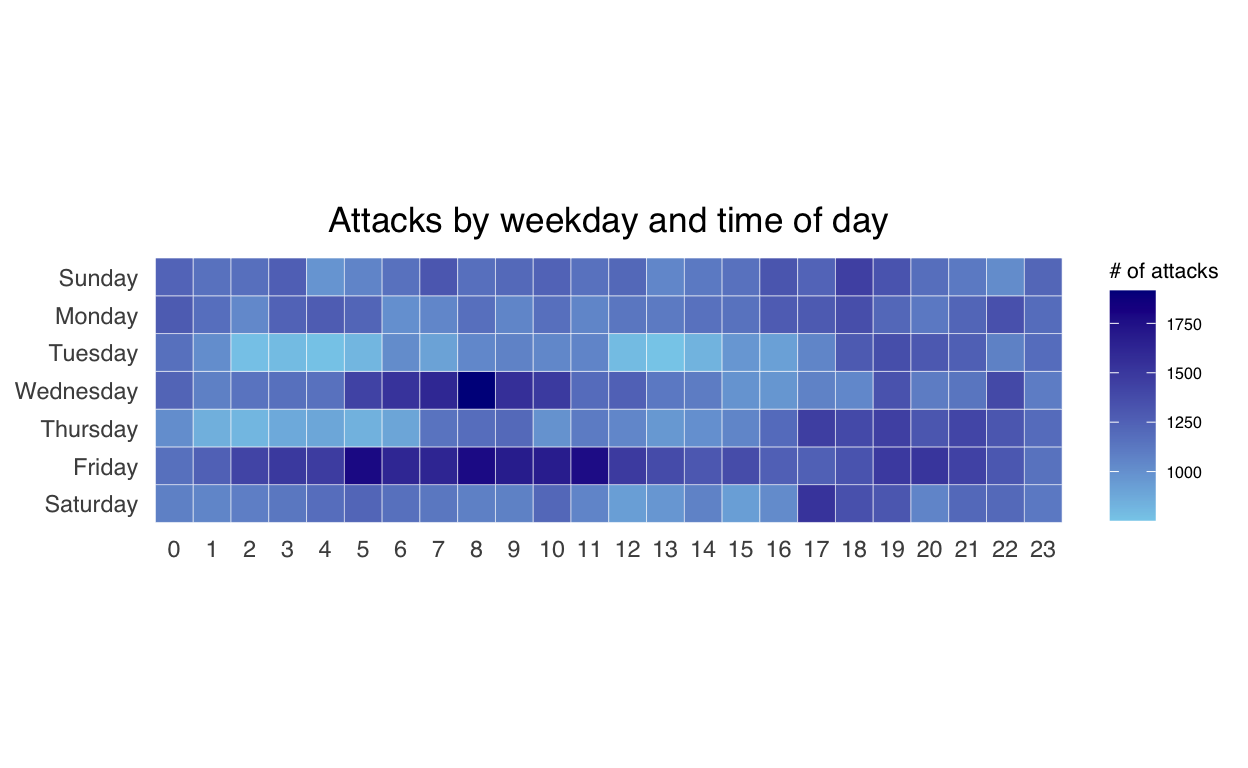 Attacks by weekday and time of day
Sunday
Monday
Tuesday
Wednesday
Thursday
Friday
Saturday
0 1 2 3 4 5 6 7 8 9 10 11 12 13 14 15 16 17 18 19 20 21 22 23
# of attacks
1750
1500
1250
1000